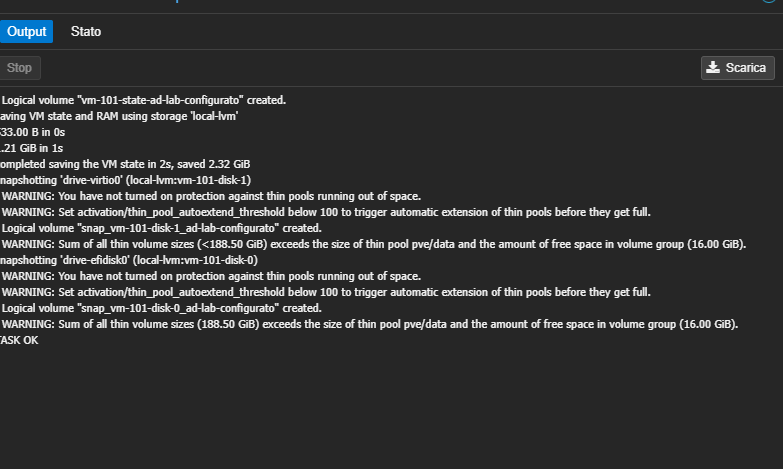 Output Stato
Stop Scarica
Logical volume "vm-101-state-ad-lab-configurato" created.
aving VM state and RAM using storage 'local-lvm'
33.00 B in 0s
.21 GiB in 1s
ompleted saving the VM state in 2s, saved 2.32 GiB
napshotting 'drive-virtio0' (local-lvm:vm-101-disk-1)
WARNING: You have not turned on protection against thin pools running out of space.
WARNING: Set activation/thin_pool_autoextend_threshold below 100 to trigger automatic extension of thin pools before they get full.
Logical volume "snap_vm-101-disk-1_ad-lab-configurato" created.
WARNING: Sum of all thin volume sizes (<188.50 GiB) exceeds the size of thin pool pve/data and the amount of free space in volume group (16.00 GiB).
napshotting 'drive-efidisk0' (local-lvm:vm-101-disk-0)
WARNING: You have not turned on protection against thin pools running out of space.
WARNING: Set activation/thin_pool_autoextend_threshold below 100 to trigger automatic extension of thin pools before they get full.
Logical volume "snap_vm-101-disk-0_ad-lab-configurato" created.
WARNING: Sum of all thin volume sizes (188.50 GiB) exceeds the size of thin pool pve/data and the amount of free space in volume group (16.00 GiB).
ASK OK